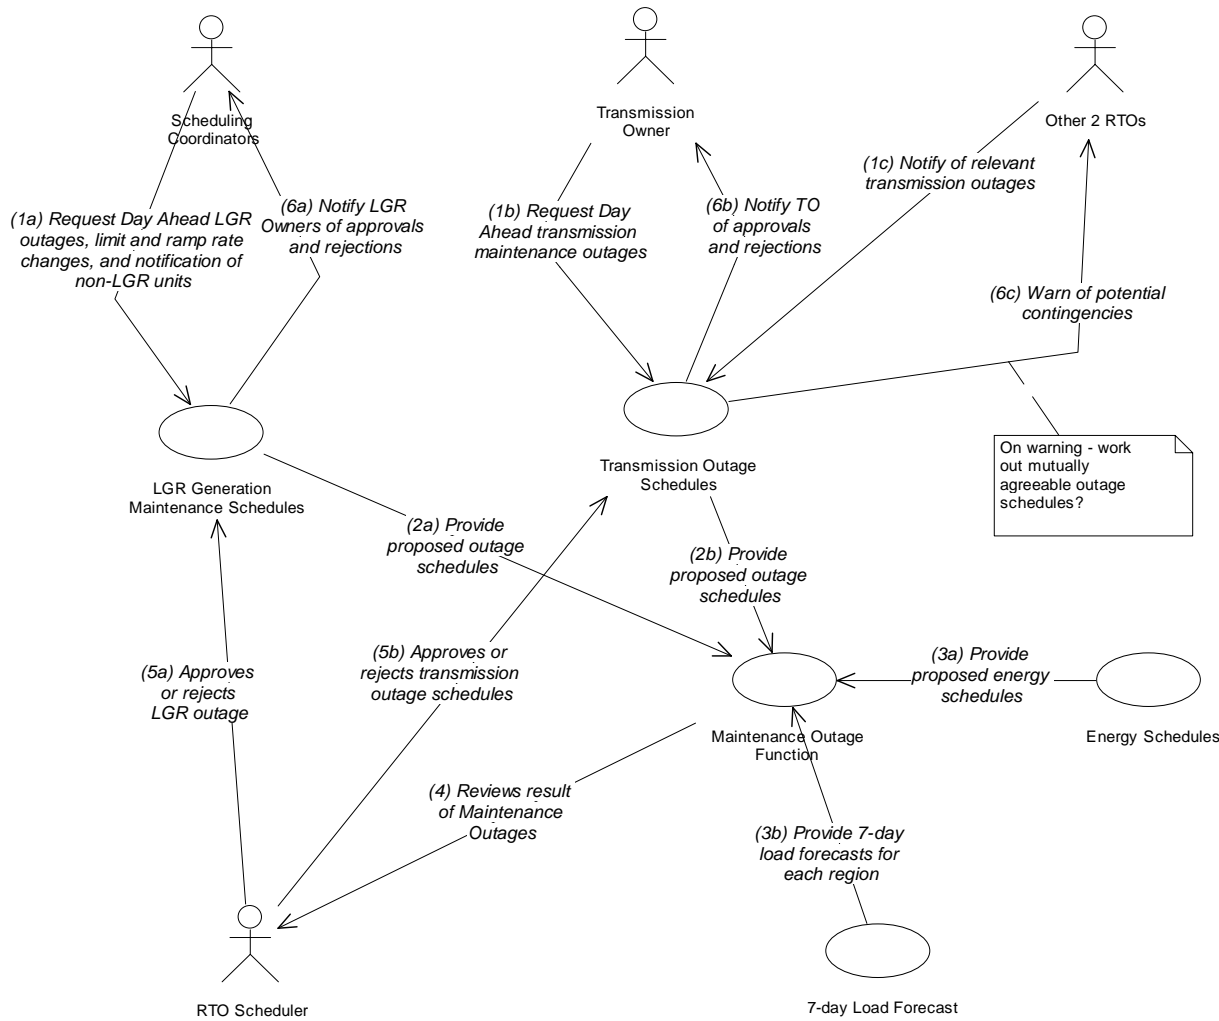 Scheduling
Coordinators
Transmission
Owner
Other 2 RTOs
(1a) Request Day Ahead LGR
outages, limit and ramp rate
changes, and notification of
non-LGR units
(6a) Notify LGR
Owners of approvals
and rejections
(1b) Request Day
Ahead transmission
maintenance outages
(6b) Notify TO
of approvals
and rejections
(1c) Notify of relevant
transmission outages
(6c) Warn of potential
contingencies
On warning - work
out mutually
agreeable outage
schedules?
LGR Generation
Maintenance Schedules
Transmission Outage
Schedules
(2a) Provide
proposed outage
schedules
(2b) Provide
proposed outage
schedules
(5a) Approves
or rejects
LGR outage
(5b) Approves or
rejects transmission
outage schedules
(3a) Provide
proposed energy
schedules
Maintenance Outage
Function
Energy Schedules
(4) Reviews result
of Maintenance
Outages
(3b) Provide 7-day
load forecasts for
each region
RTO Scheduler
7-day Load Forecast